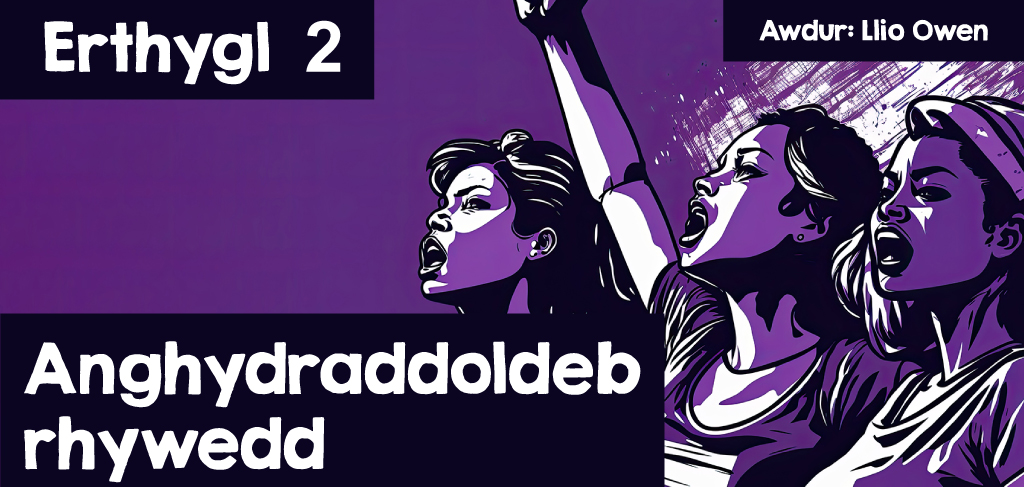 Erthygl 2
Awdur: Llio Owen
Anghydraddoldeb
rhywedd